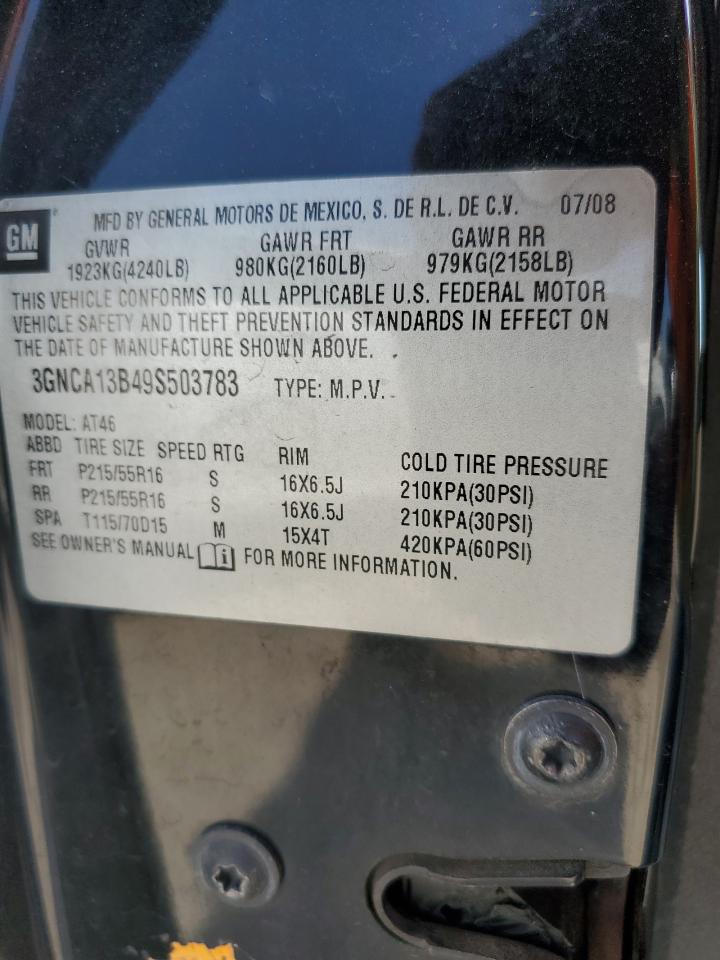 GM
MFD BY GENERAL MOTORS DE MEXICO, S. DE R.L. DE C.V. 07/08
GVWR GAWR FRT GAWR RR
1923KG(4240LB) 980KG(2160LB) 979KG(2158LB)
THIS VEHICLE CONFORMS TO ALL APPLICABLE U.S. FEDERAL MOTOR
VEHICLE SAFETY AND THEFT PREVENTION STANDARDS IN EFFECT ON
THE DATE OF MANUFACTURE SHOWN ABOVE.
3GNCA13B49S503783 TYPE: M.P.V.
MODEL: AT46
ABBD TIRE SIZE SPEED RTG RIM COLD TIRE PRESSURE
FRT P215/55R16 S 16X6.5J 210KPA(30PSI)
RR P215/55R16 S 16X6.5J 210KPA(30PSI)
SPA T115/70D15 M 15X4T 420KPA(60PSI)
SEE OWNER'S MANUAL i FOR MORE INFORMATION.